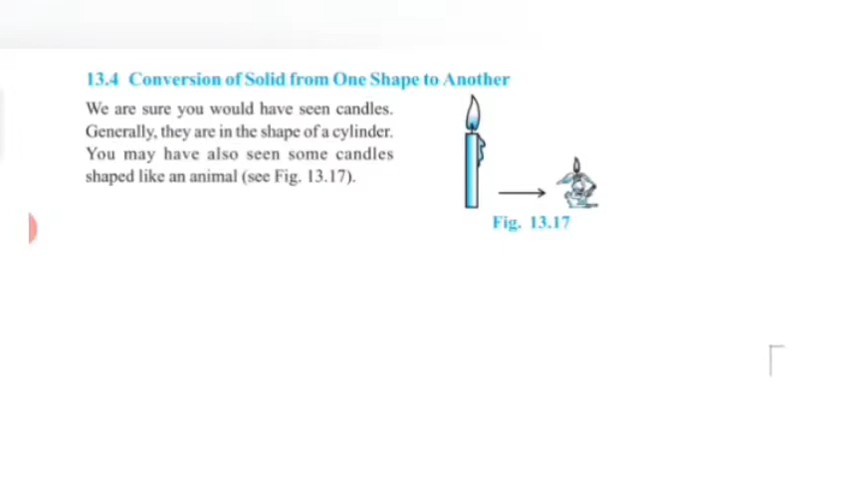 13.4 Conversion of Solid from One Shape to Another
We are sure you would have seen candles.
Generally, they are in the shape of a cylinder.
You may have also seen some candles
shaped like an animal (see Fig. 13.17).
Fig. 13.17